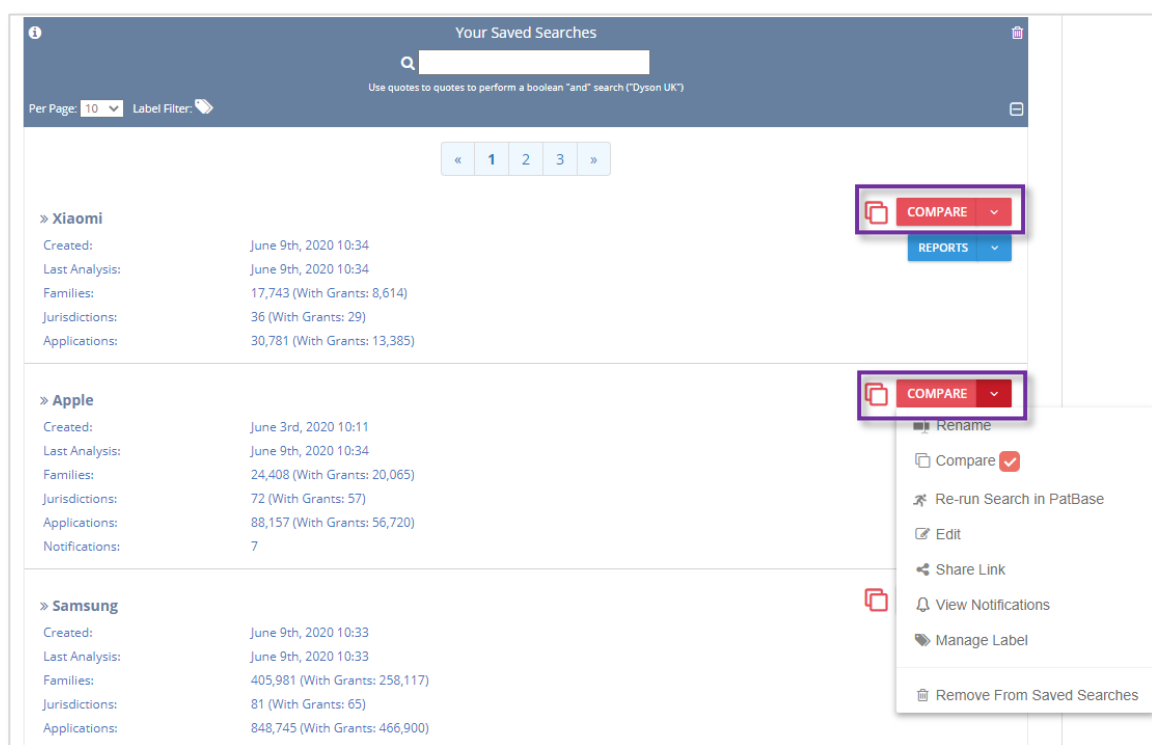 Your Saved Searches
Use quotes to quotes to perform a boolean "and" search ("Dyson UK")
Per Page: 10 Label Filter:
« 1 2 3 »
» Xiaomi
COMPARE
Created: June 9th, 2020 10:34
REPORTS
Last Analysis: June 9th, 2020 10:34
Families: 17,743 (With Grants: 8,614)
Jurisdictions: 36 (With Grants: 29)
Applications: 30,781 (With Grants: 13,385)
» Apple
COMPARE
Created: June 3rd, 2020 10:11
Last Analysis: June 9th, 2020 10:34
Families: 24,408 (With Grants: 20,065)
Jurisdictions: 72 (With Grants: 57)
Applications: 88,157 (With Grants: 56,720)
Notifications: 7
Rename
Compare
Re-run Search in PatBase
Edit
Share Link
View Notifications
Manage Label
Remove From Saved Searches
» Samsung
Created: June 9th, 2020 10:33
Last Analysis: June 9th, 2020 10:33
Families: 405,981 (With Grants: 258,117)
Jurisdictions: 81 (With Grants: 65)
Applications: 848,745 (With Grants: 466,900)